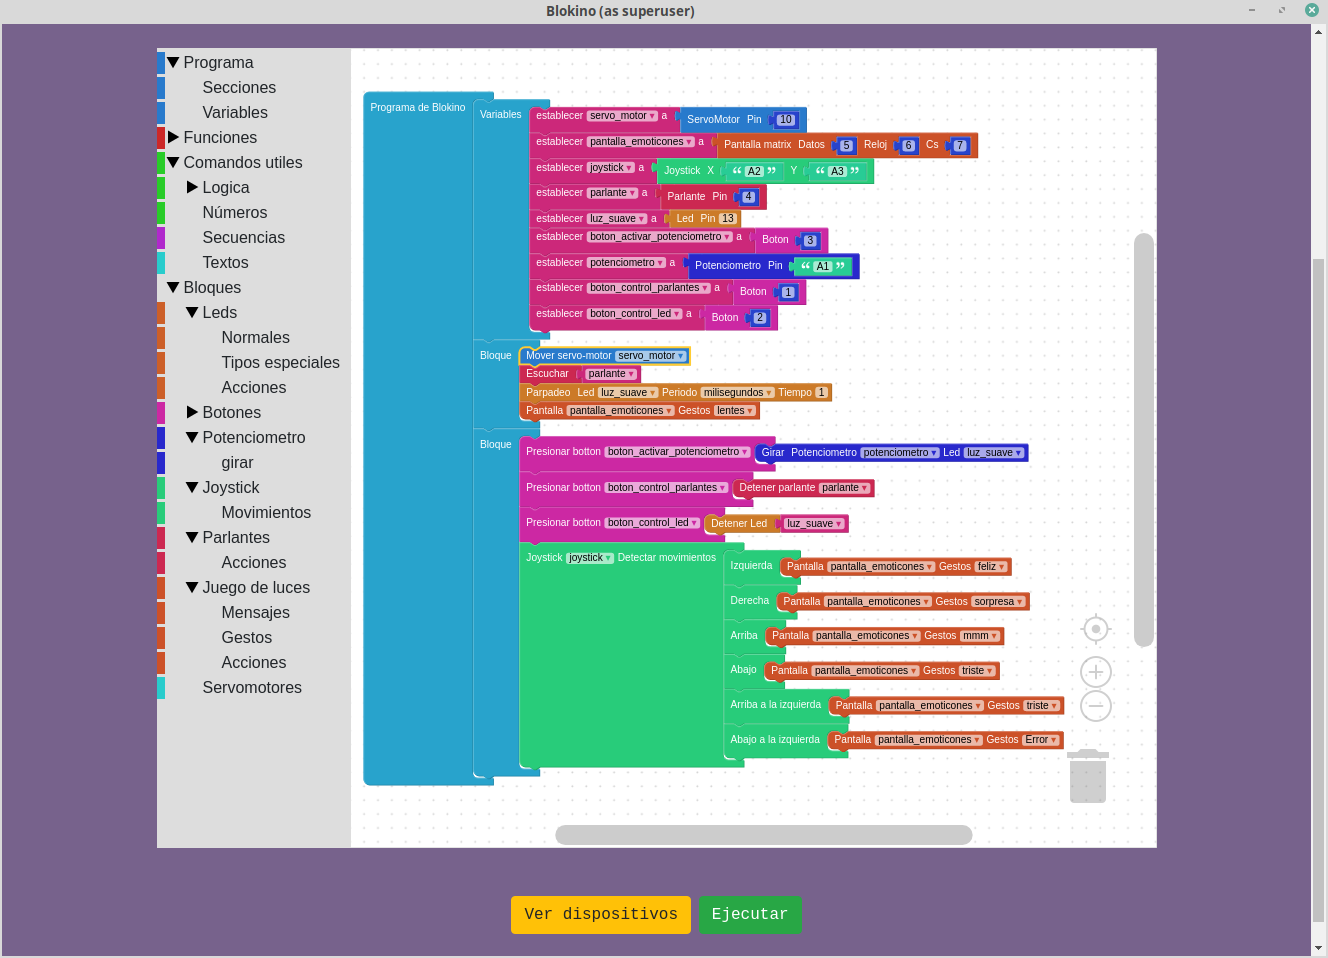 Blokino (as superuser)
Programa
Secciones
Variables
Funciones
Comandos utiles
Logica
Números
Secuencias
Textos
Bloques
Leds
Normales
Tipos especiales
Acciones
Botones
Potenciometro
girar
Joystick
Movimientos
Parlantes
Acciones
Juego de luces
Mensajes
Gestos
Acciones
Servomotores
Programa de Blokino
Variables
establecer servo_motor a ServoMotor Pin 10
establecer pantalla_emoticones a Pantalla matrix Datos 5 Reloj 6 Cs 7
establecer joystick a Joystick X “ A2 ” Y “ A3 ”
establecer parlante a Parlante Pin 4
establecer luz_suave a Led Pin 13
establecer boton_activar_potenciometro a Boton 3
establecer potenciometro a Potenciometro Pin “ A1 ”
establecer boton_control_parlantes a Boton 1
establecer boton_control_led a Boton 2
Bloque
Mover servo-motor servo_motor
Escuchar parlante
Parpadeo Led luz_suave Periodo milisegundos Tiempo 1
Pantalla pantalla_emoticones Gestos lentes
Bloque
Presionar botton boton_activar_potenciometro Girar Potenciometro potenciometro Led luz_suave
Presionar botton boton_control_parlantes Detener parlante parlante
Presionar botton boton_control_led Detener Led luz_suave
Joystick joystick Detectar movimientos
Izquierda Pantalla pantalla_emoticones Gestos feliz
Derecha Pantalla pantalla_emoticones Gestos sorpresa
Arriba Pantalla pantalla_emoticones Gestos mmm
Abajo Pantalla pantalla_emoticones Gestos triste
Arriba a la izquierda Pantalla pantalla_emoticones Gestos triste
Abajo a la izquierda Pantalla pantalla_emoticones Gestos Error
Ver dispositivos
Ejecutar